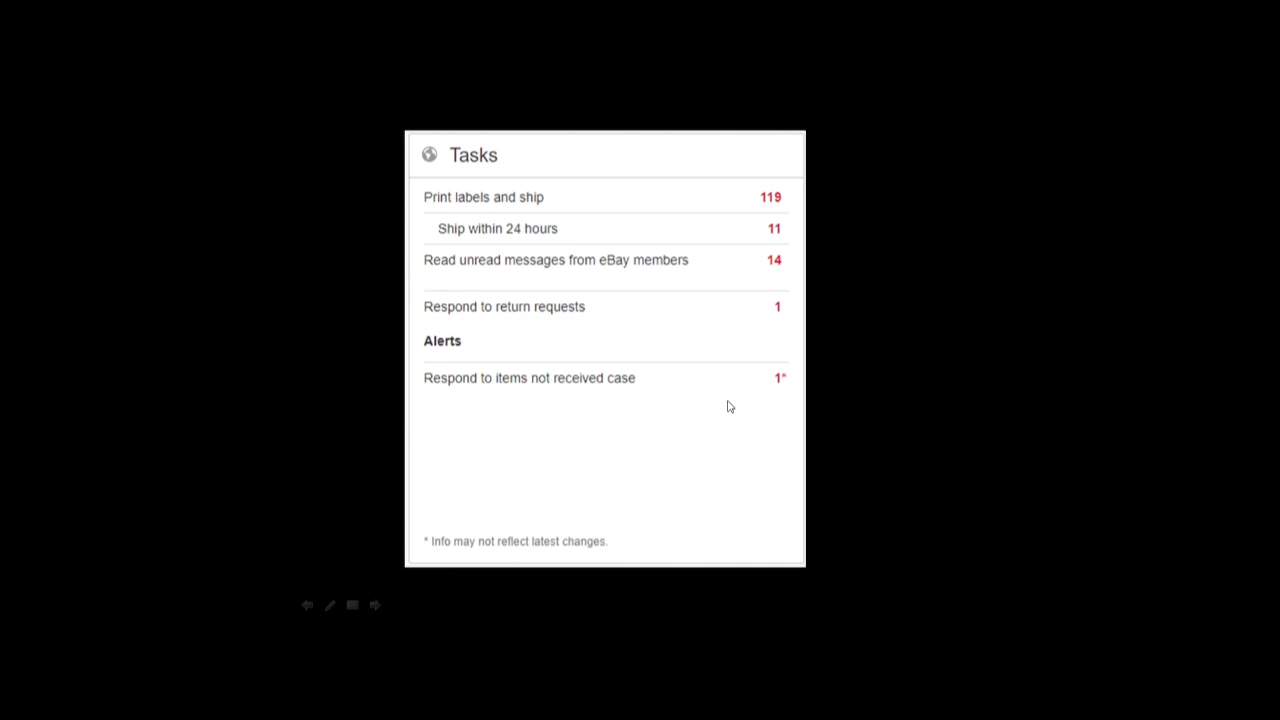 Tasks
Print labels and ship 119
Ship within 24 hours 11
Read unread messages from eBay members 14
Respond to return requests 1
Alerts
Respond to items not received case 1*
* Info may not reflect latest changes.